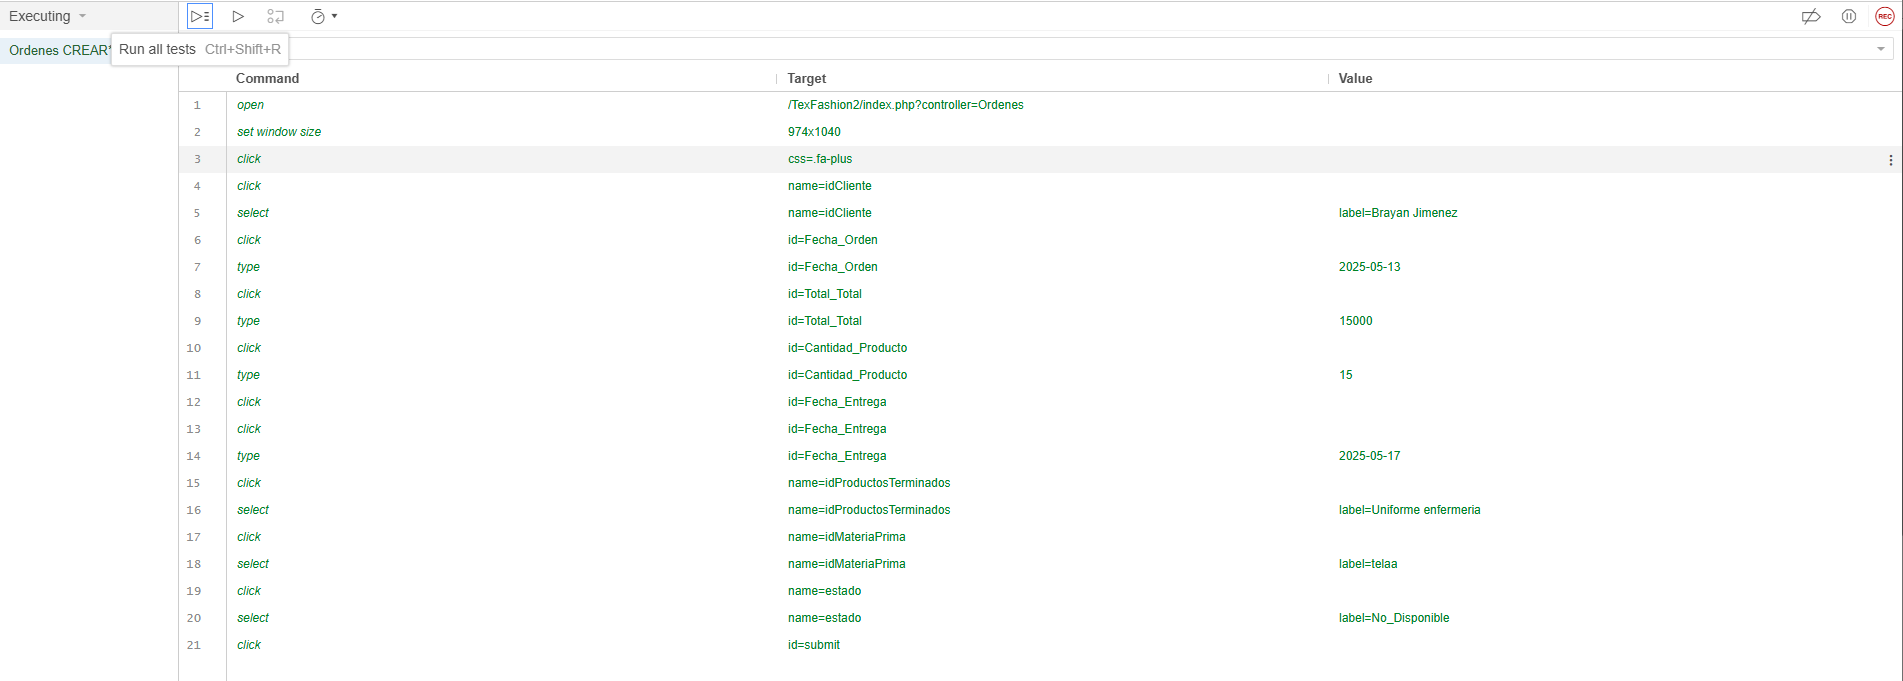 Executing
REC
Ordenes CREAR*
Run all tests Ctrl+Shift+R
Command Target Value
1 open /TexFashion2/index.php?controller=Ordenes
2 set window size 974x1040
3 click css=.fa-plus
4 click name=idCliente
5 select name=idCliente label=Brayan Jimenez
6 click id=Fecha_Orden
7 type id=Fecha_Orden 2025-05-13
8 click id=Total_Total
9 type id=Total_Total 15000
10 click id=Cantidad_Producto
11 type id=Cantidad_Producto 15
12 click id=Fecha_Entrega
13 click id=Fecha_Entrega
14 type id=Fecha_Entrega 2025-05-17
15 click name=idProductosTerminados
16 select name=idProductosTerminados label=Uniforme enfermeria
17 click name=idMateriaPrima
18 select name=idMateriaPrima label=telaa
19 click name=estado
20 select name=estado label=No_Disponible
21 click id=submit